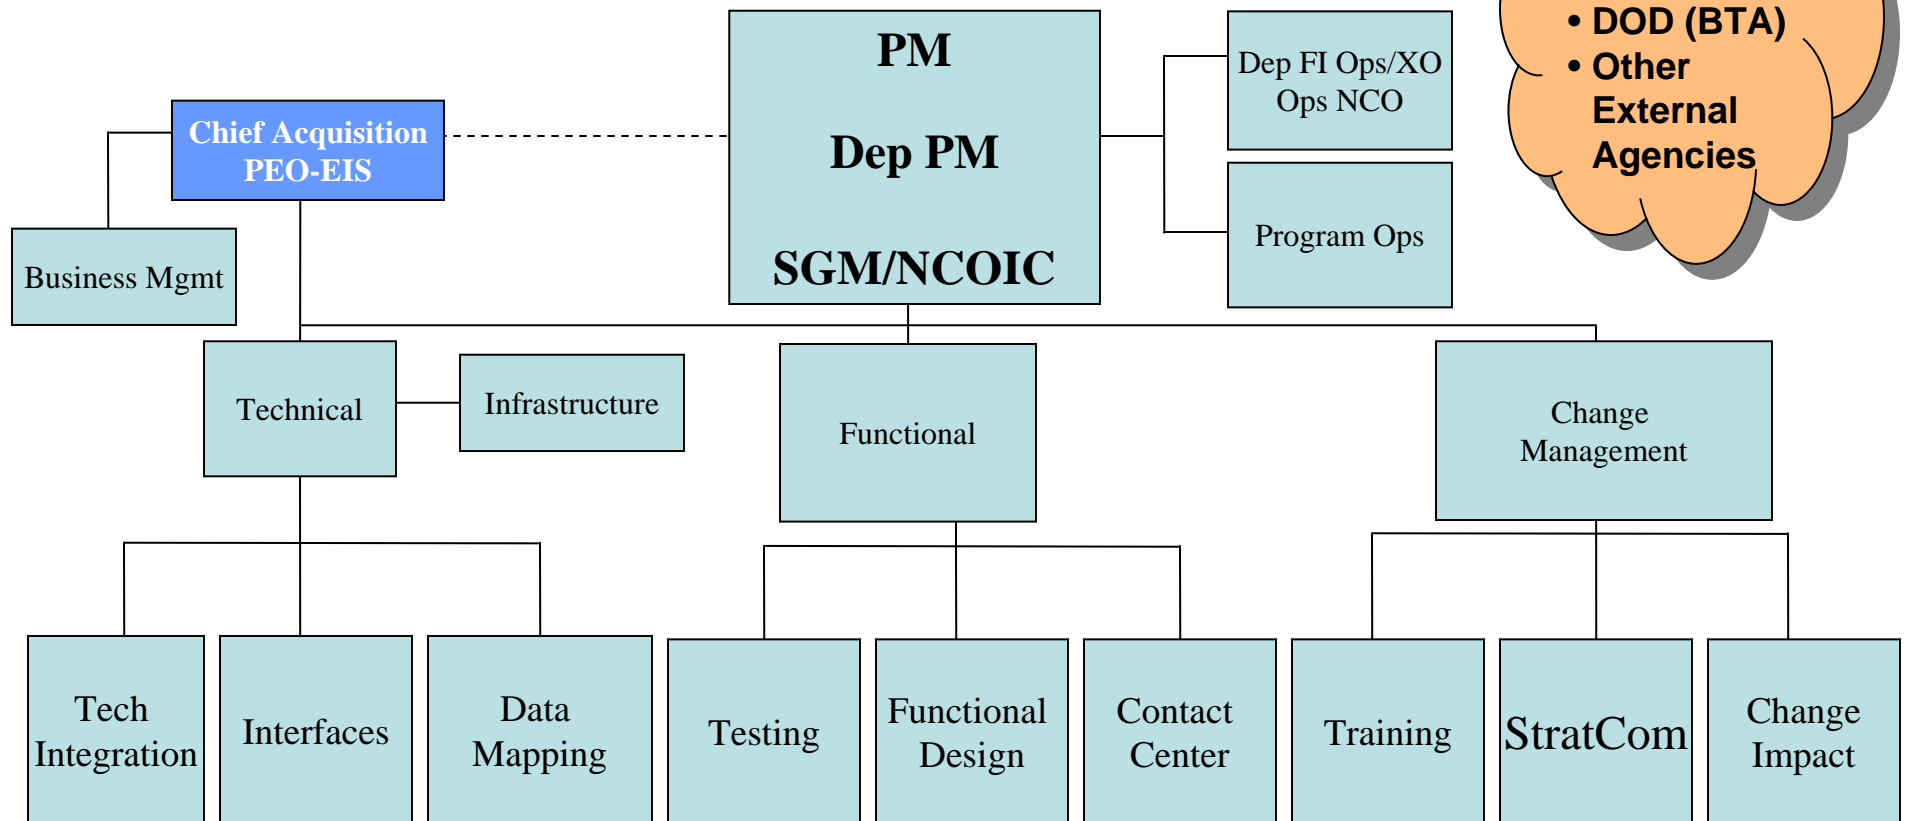 • DOD (BTA)
• Other
External
Agencies
PM
Dep PM
SGM/NCOIC
Dep FI Ops/XO
Ops NCO
Program Ops
Chief Acquisition
PEO-EIS
Business Mgmt
Technical
Infrastructure
Functional
Change
Management
Tech
Integration
Interfaces
Data
Mapping
Testing
Functional
Design
Contact
Center
Training
StratCom
Change
Impact